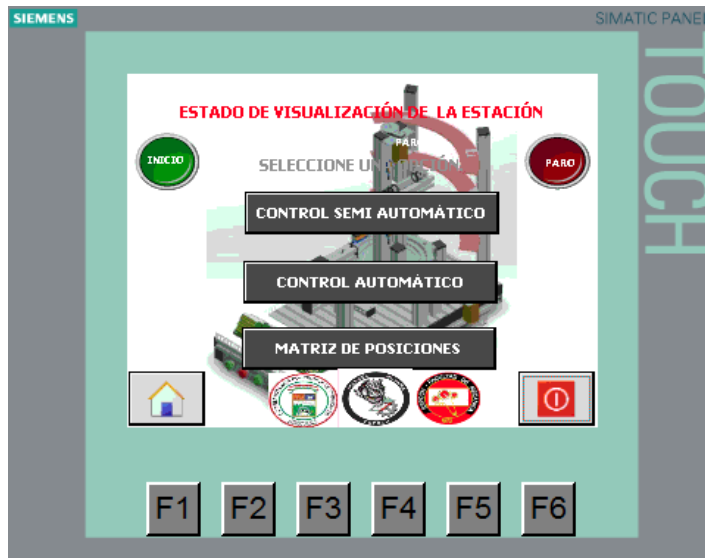 SIEMENS
SIMATIC PANEL
TOUCH
ESTADO DE VISUALIZACIÓN DE LA ESTACIÓN
INICIO
PARO
SELECCIONE UNA OPCIÓN
CONTROL SEMI AUTOMÁTICO
CONTROL AUTOMÁTICO
MATRIZ DE POSICIONES
F1 F2 F3 F4 F5 F6